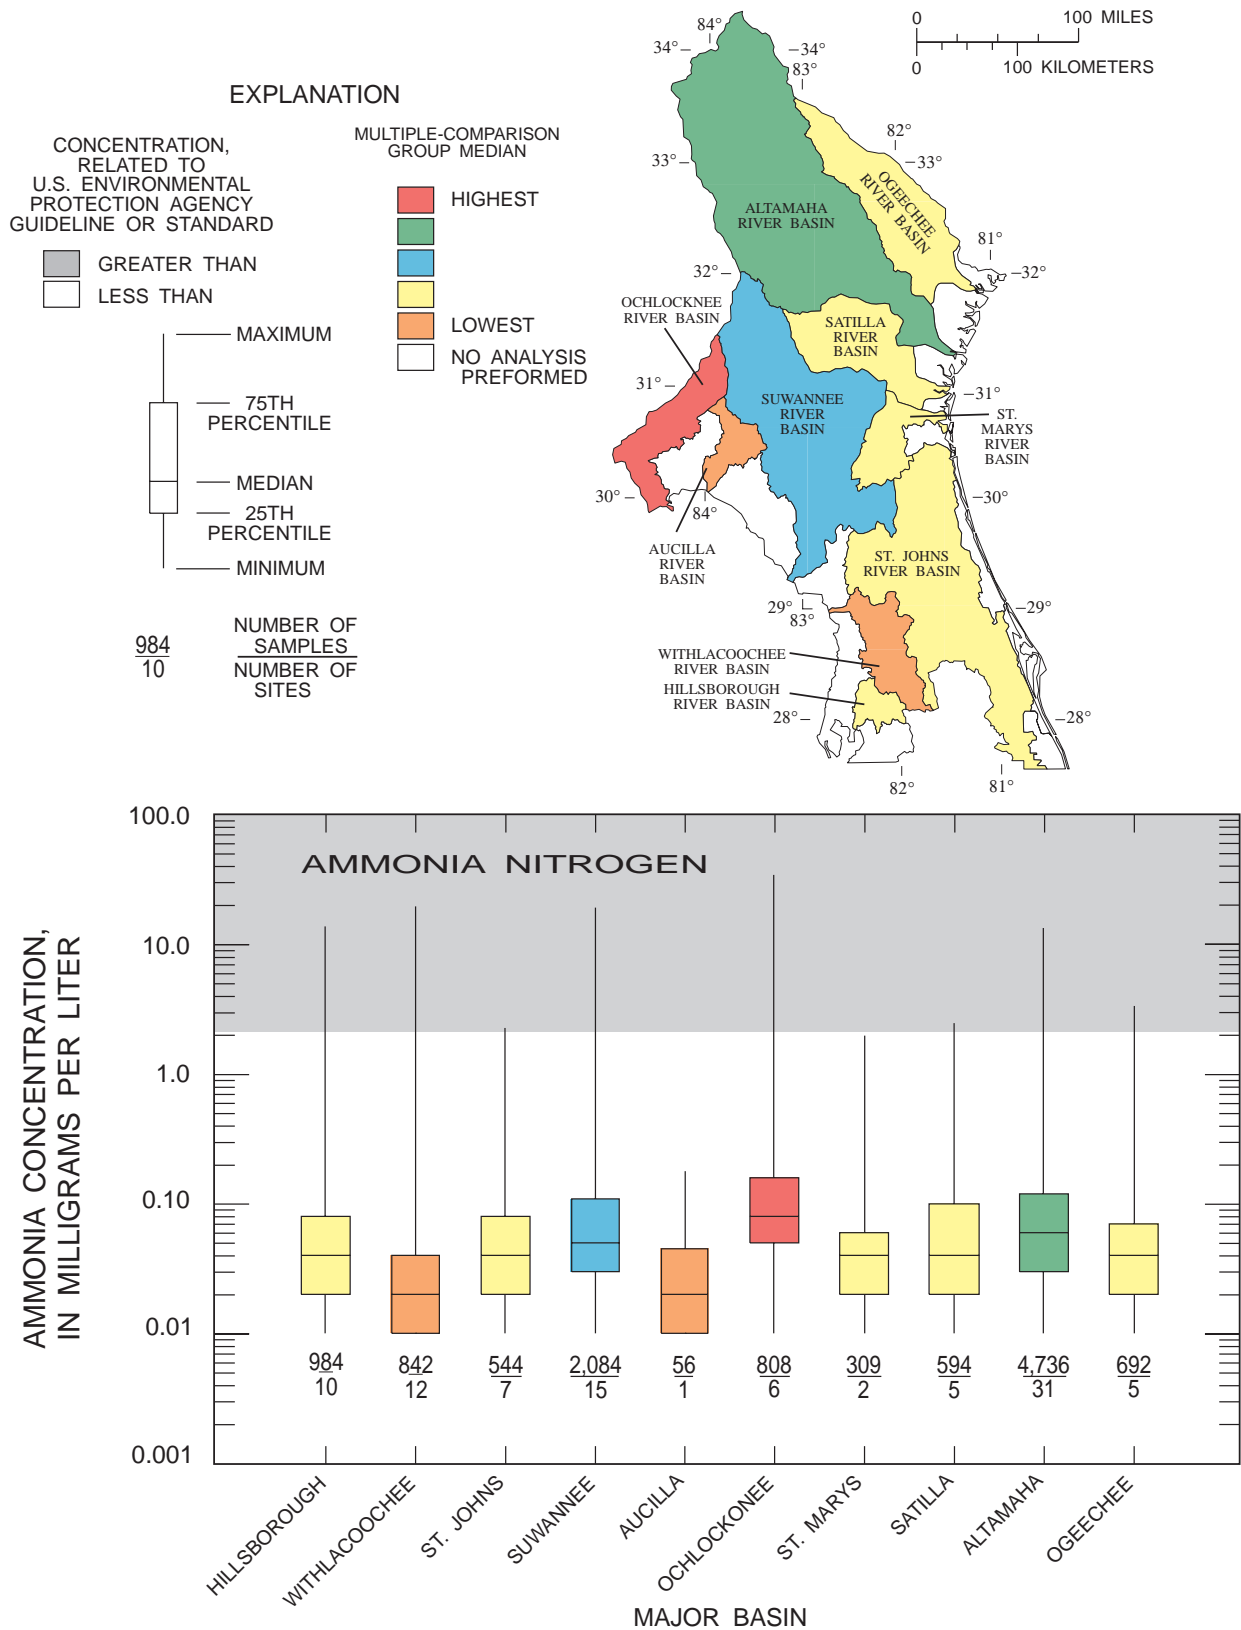 EXPLANATION
CONCENTRATION,
RELATED TO
U.S. ENVIRONMENTAL
PROTECTION AGENCY
GUIDELINE OR STANDARD
GREATER THAN
LESS THAN
MAXIMUM
75TH
PERCENTILE
MEDIAN
25TH
PERCENTILE
MINIMUM
984
10
NUMBER OF
SAMPLES
NUMBER OF
SITES
MULTIPLE-COMPARISON
GROUP MEDIAN
HIGHEST
LOWEST
NO ANALYSIS
PREFORMED
0 100 MILES
0 100 KILOMETERS
84°
34°
34°
83°
82°
33°
33°
OGEECHEE
RIVER BASIN
ALTAMAHA
RIVER BASIN
81°
32°
32°
OCHLOCKNEE
RIVER BASIN
SATILLA
RIVER
BASIN
31°
31°
SUWANNEE
RIVER
BASIN
ST.
MARYS
RIVER
BASIN
30°
84°
30°
AUCILLA
RIVER
BASIN
ST. JOHNS
RIVER BASIN
29°
83°
29°
WITHLACOOCHEE
RIVER BASIN
HILLSBOROUGH
RIVER BASIN
28°
28°
82°
81°
AMMONIA CONCENTRATION,
IN MILLIGRAMS PER LITER
100.0
10.0
1.0
0.10
0.01
0.001
AMMONIA NITROGEN
984 842 544 2,084 56 808 309 594 4,736 692
10 12 7 15 1 6 2 5 31 5
HILLSBOROUGH
WITHLACOOCHEE
ST. JOHNS
SUWANNEE
AUCILLA
OCHLOCKONEE
ST. MARYS
SATILLA
ALTAMAHA
OGEECHEE
MAJOR BASIN